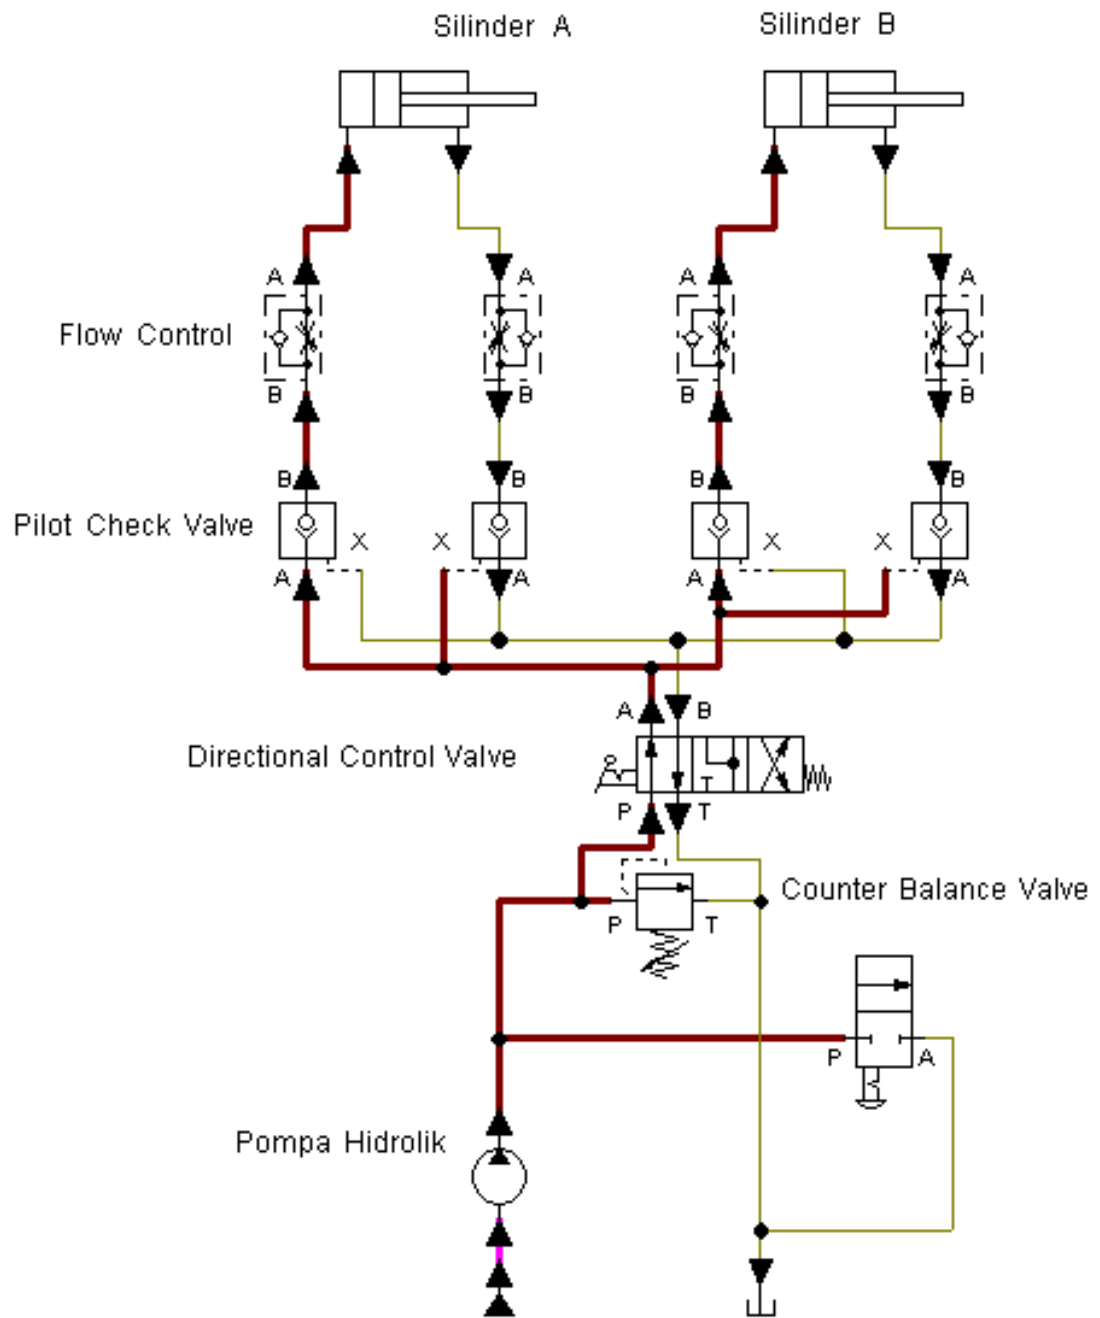 Silinder A Silinder B
A A A A
Flow Control
B B B B
B B B B
Pilot Check Valve
X X X X
A A A A
A B
Directional Control Valve
T
P T
Counter Balance Valve
P T
P A
Pompa Hidrolik